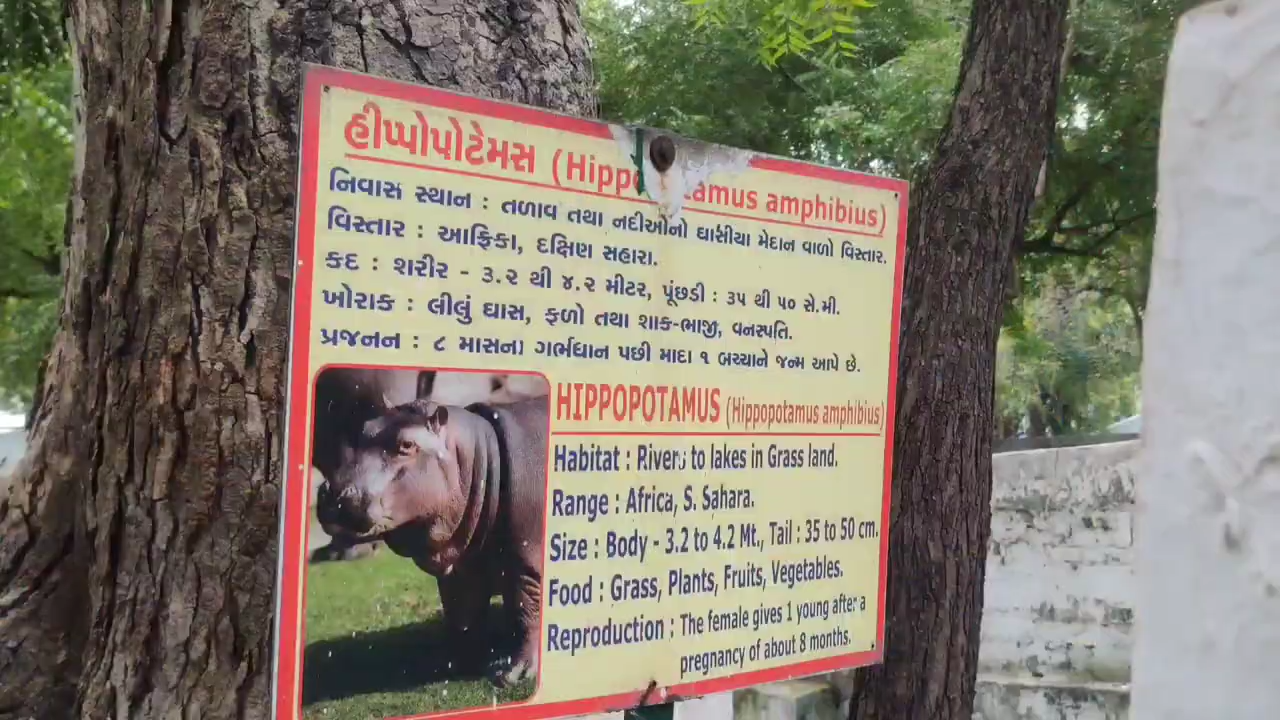 હીપ્પોપોટેમસ (Hippopotamus amphibius)
નિવાસ સ્થાન : તળાવ તથા નદીઓનો ઘાસીયા મેદાન વાળો વિસ્તાર.
વિસ્તાર : આફ્રિકા, દક્ષિણ સહારા.
કદ : શરીર - ૩.૨ થી ૪.૨ મીટર, પૂંછડી : ૩૫ થી ૫૦ સે.મી.
ખોરાક : લીલું ઘાસ, ફળો તથા શાક-ભાજી, વનસ્પતિ.
પ્રજનન : ૮ માસના ગર્ભધાન પછી માદા ૧ બચ્ચાને જન્મ આપે છે.
HIPPOPOTAMUS (Hippopotamus amphibius)
Habitat : Rivers to lakes in Grass land.
Range : Africa, S. Sahara.
Size : Body - 3.2 to 4.2 Mt., Tail : 35 to 50 cm.
Food : Grass, Plants, Fruits, Vegetables.
Reproduction : The female gives 1 young after a
pregnancy of about 8 months.